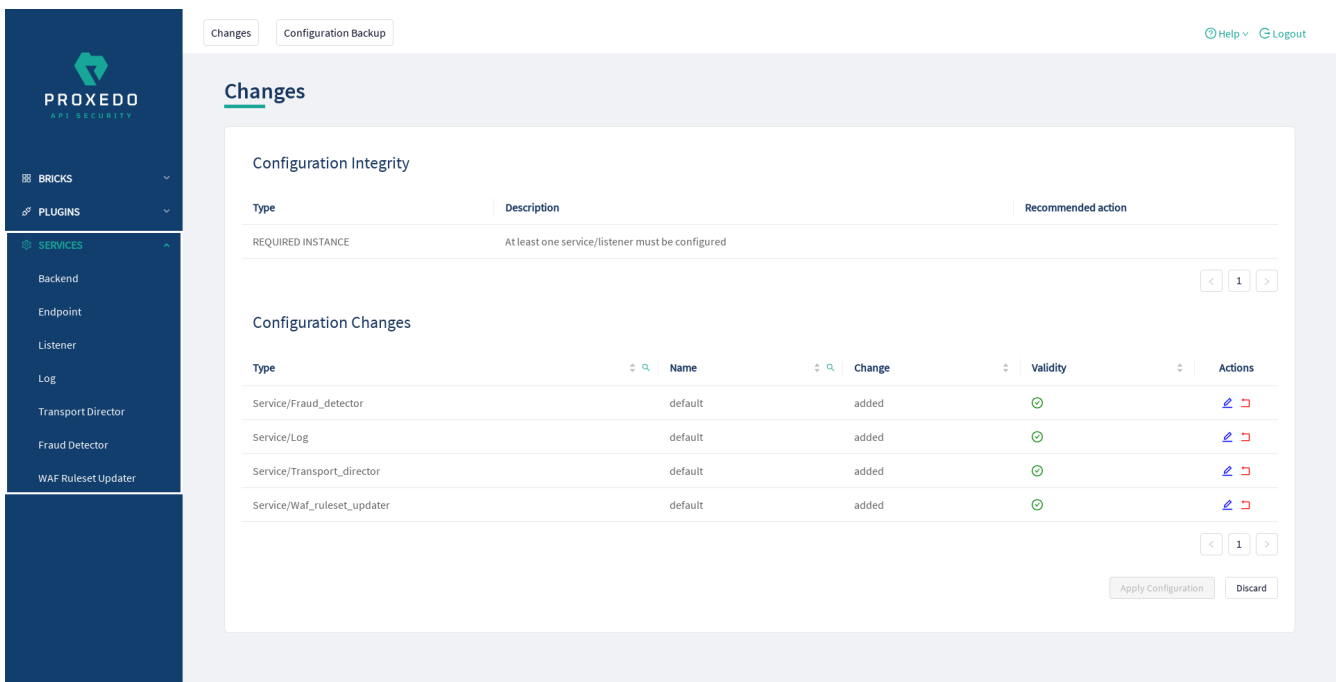 Changes Configuration Backup Help Logout
PROXEDO
API SECURITY
BRICKS
PLUGINS
SERVICES
Backend
Endpoint
Listener
Log
Transport Director
Fraud Detector
WAF Ruleset Updater
Changes
Configuration Integrity
Type Description Recommended action
REQUIRED INSTANCE At least one service/listener must be configured
< 1 >
Configuration Changes
Type Name Change Validity Actions
Service/Fraud_detector default added
Service/Log default added
Service/Transport_director default added
Service/Waf_ruleset_updater default added
< 1 >
Apply Configuration Discard